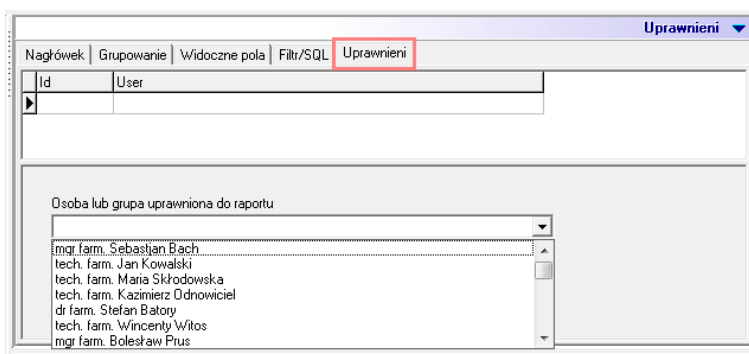 Uprawnieni
Nagłówek Grupowanie Widoczne pola Filtr/SQL Uprawnieni
Id User
Osoba lub grupa uprawniona do raportu
mgr farm. Sebastjan Bach
tech. farm. Jan Kowalski
tech. farm. Maria Skłodowska
tech. farm. Kazimierz Odnowiciel
dr farm. Stefan Batory
tech. farm. Wincenty Witos
mgr farm. Bolesław Prus